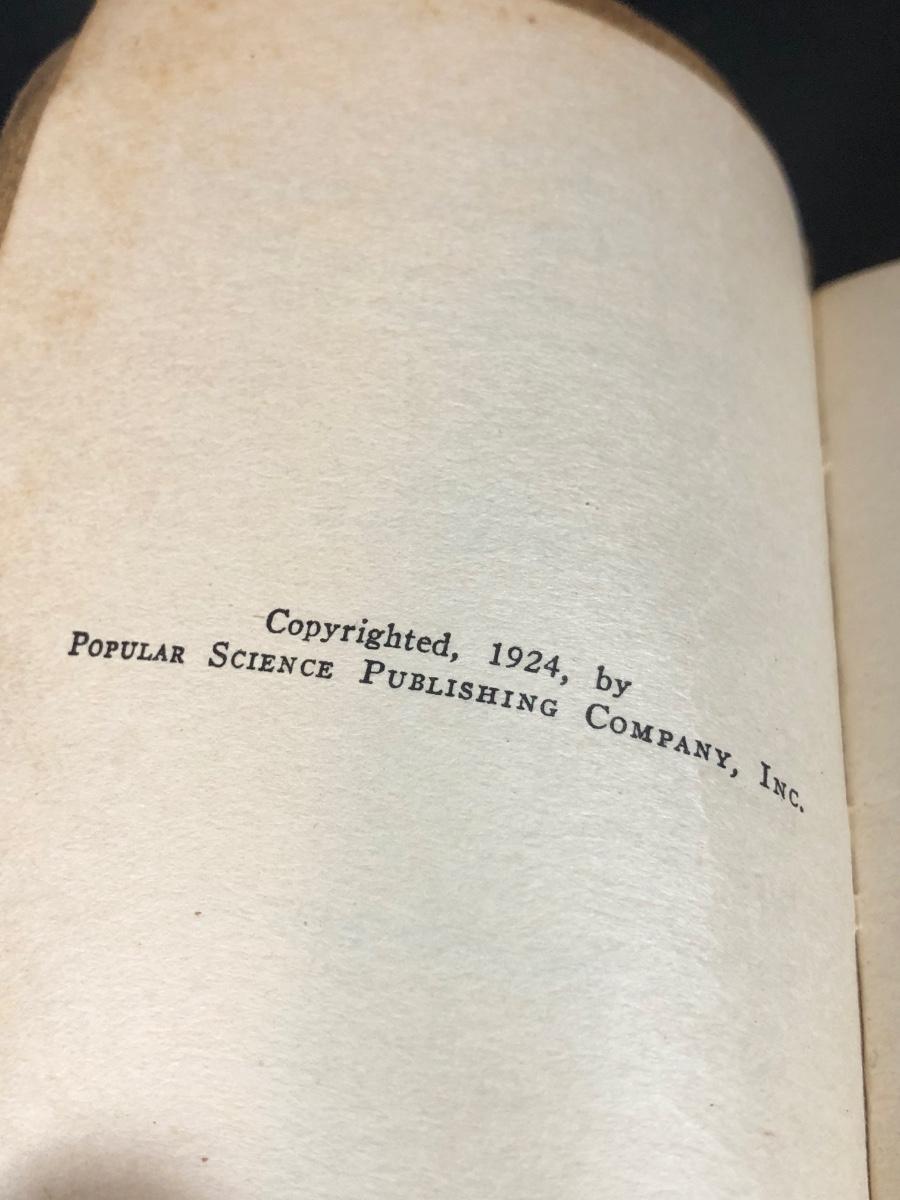 Copyrighted, 1924, by
POPULAR SCIENCE PUBLISHING COMPANY, INC.